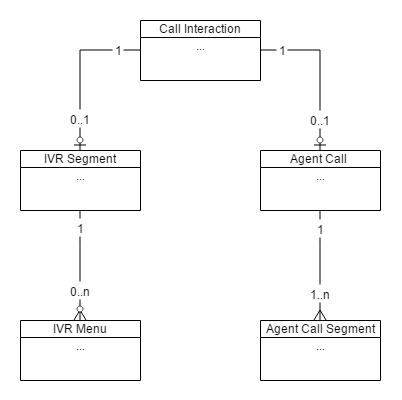 Call Interaction
...
1
1
0..1
0..1
IVR Segment
...
Agent Call
...
1
1
0..n
1..n
IVR Menu
...
Agent Call Segment
...